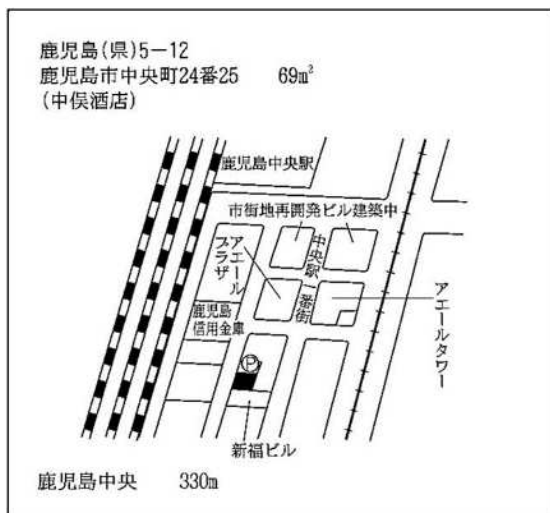 鹿児島(県)5-12
鹿児島市中央町24番25 69㎡
(中俣酒店)
鹿児島中央駅
市街地再開発ビル建築中
アエール
プラザ
中央駅一番街
鹿児島
信用金庫
アエールタワー
P
新福ビル
鹿児島中央 330m